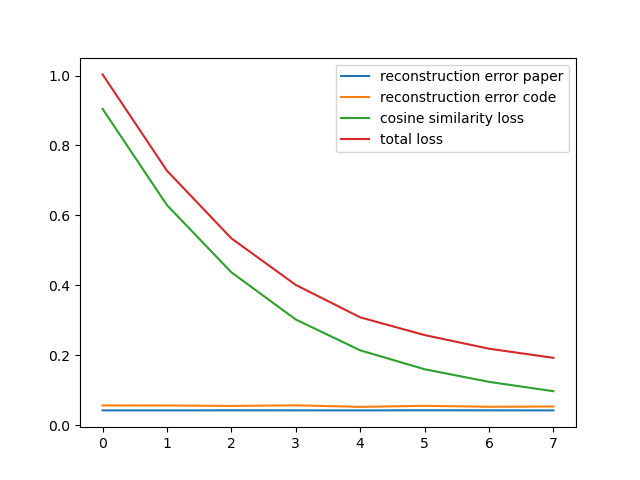 reconstruction error paper
reconstruction error code
cosine similarity loss
total loss
1.0
0.8
0.6
0.4
0.2
0.0
0 1 2 3 4 5 6 7